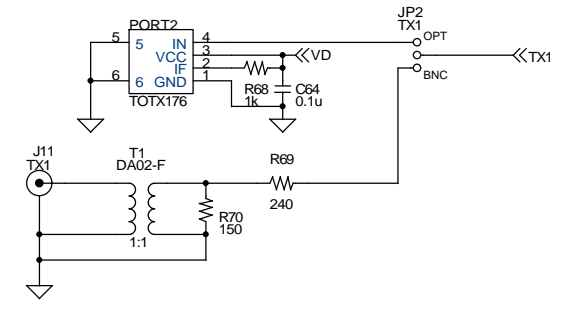 JP2
TX1
PORT2
OPT
5 5 IN 4
VCC 3
VD
TX1
IF 2
BNC
6 6 GND 1
R68
1k
C64
0.1u
TOTX176
J11
TX1
T1
DA02-F
R69
240
R70
150
1:1